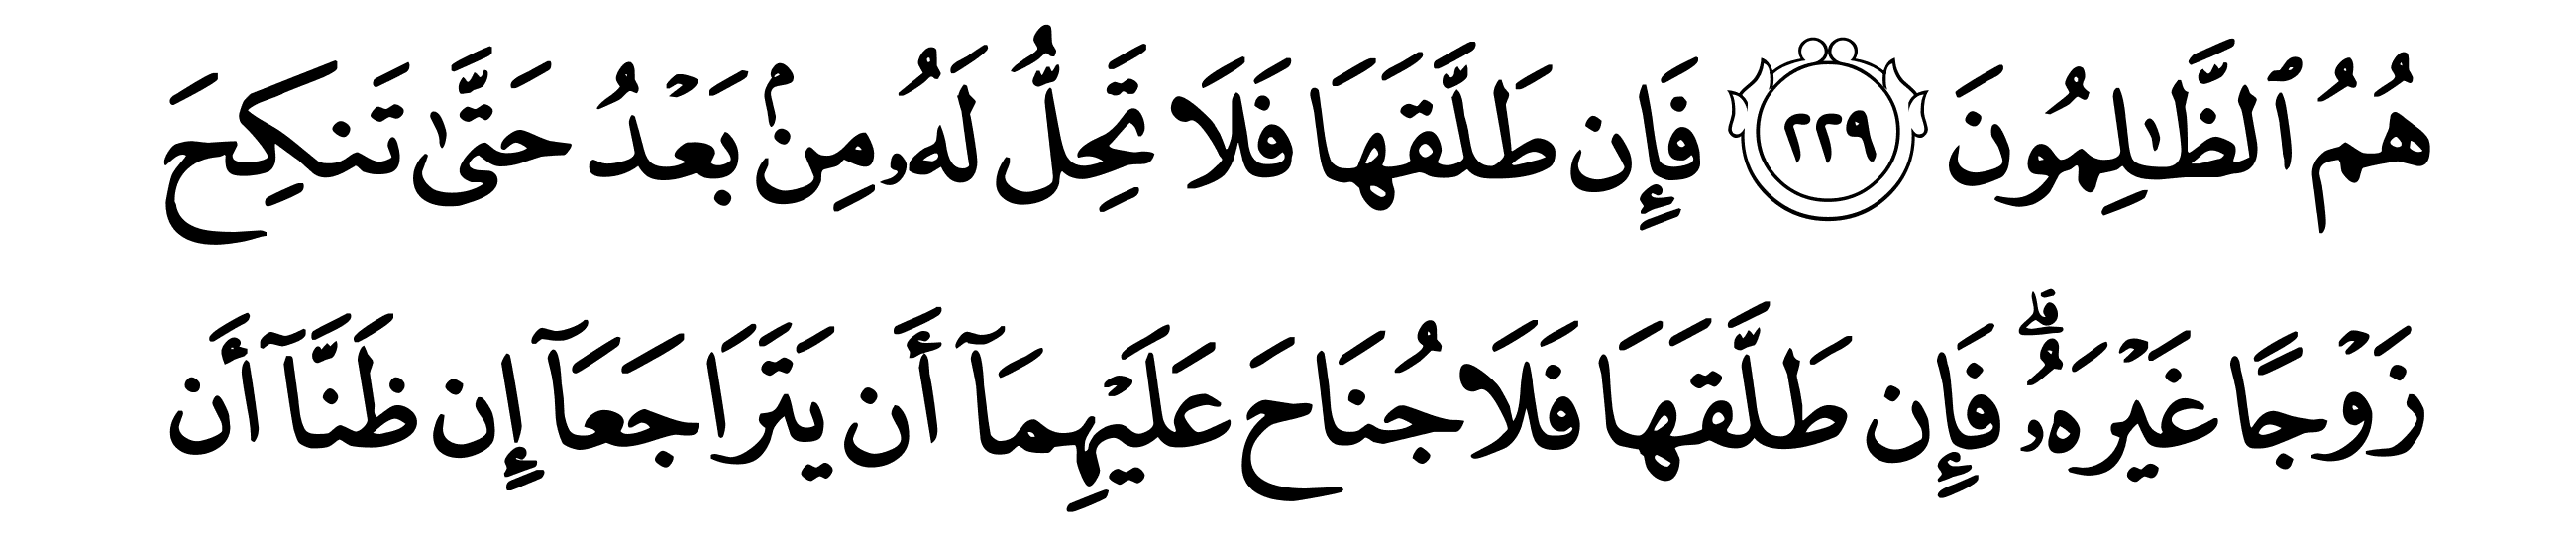 هُمُ ٱلظَّـٰلِمُونَ ٢٢٩ فَإِن طَلَّقَهَا فَلَا تَحِلُّ لَهُۥ مِنۢ بَعْدُ حَتَّىٰ تَنكِحَ
زَوْجًا غَيْرَهُۥ ۗ فَإِن طَلَّقَهَا فَلَا جُنَاحَ عَلَيْهِمَآ أَن يَتَرَاجَعَآ إِن ظَنَّآ أَن